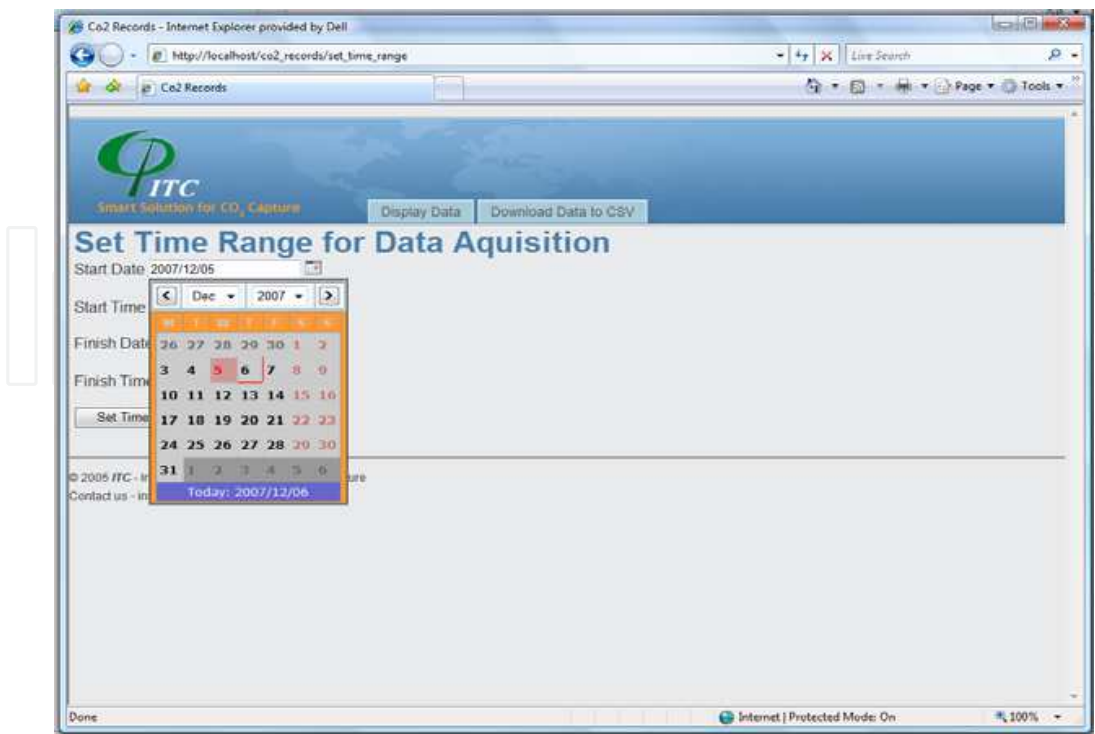 Co2 Records - Internet Explorer provided by Dell
http://localhost/co2_records/set_time_range
Live Search
Co2 Records
Page
Tools
ITC
Smart Solution for CO2 Capture
Display Data
Download Data to CSV
Set Time Range for Data Aquisition
Start Date 2007/12/05
Dec 2007
Start Time
M T W T F S S
Finish Date
26 27 28 29 30 1 2
3 4 5 6 7 8 9
Finish Time
10 11 12 13 14 15 16
Set Time
17 18 19 20 21 22 23
24 25 26 27 28 29 30
31 1 2 3 4 5 6
© 2005 ITC - In
ure
Today: 2007/12/06
Contact us - in
Done
Internet | Protected Mode: On
100%